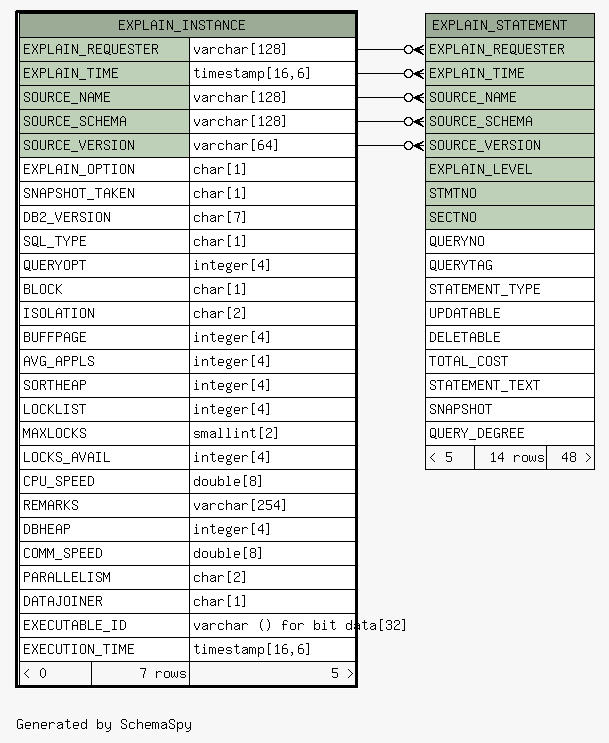 EXPLAIN_INSTANCE
EXPLAIN_REQUESTER varchar[128]
EXPLAIN_TIME timestamp[16,6]
SOURCE_NAME varchar[128]
SOURCE_SCHEMA varchar[128]
SOURCE_VERSION varchar[64]
EXPLAIN_OPTION char[1]
SNAPSHOT_TAKEN char[1]
DB2_VERSION char[7]
SQL_TYPE char[1]
QUERYOPT integer[4]
BLOCK char[1]
ISOLATION char[2]
BUFFPAGE integer[4]
AVG_APPLS integer[4]
SORTHEAP integer[4]
LOCKLIST integer[4]
MAXLOCKS smallint[2]
LOCKS_AVAIL integer[4]
CPU_SPEED double[8]
REMARKS varchar[254]
DBHEAP integer[4]
COMM_SPEED double[8]
PARALLELISM char[2]
DATAJOINER char[1]
EXECUTABLE_ID varchar () for bit data[32]
EXECUTION_TIME timestamp[16,6]
< 0 7 rows 5 >
EXPLAIN_STATEMENT
EXPLAIN_REQUESTER
EXPLAIN_TIME
SOURCE_NAME
SOURCE_SCHEMA
SOURCE_VERSION
EXPLAIN_LEVEL
STMTNO
SECTNO
QUERYNO
QUERYTAG
STATEMENT_TYPE
UPDATABLE
DELETABLE
TOTAL_COST
STATEMENT_TEXT
SNAPSHOT
QUERY_DEGREE
< 5 14 rows 48 >
Generated by SchemaSpy